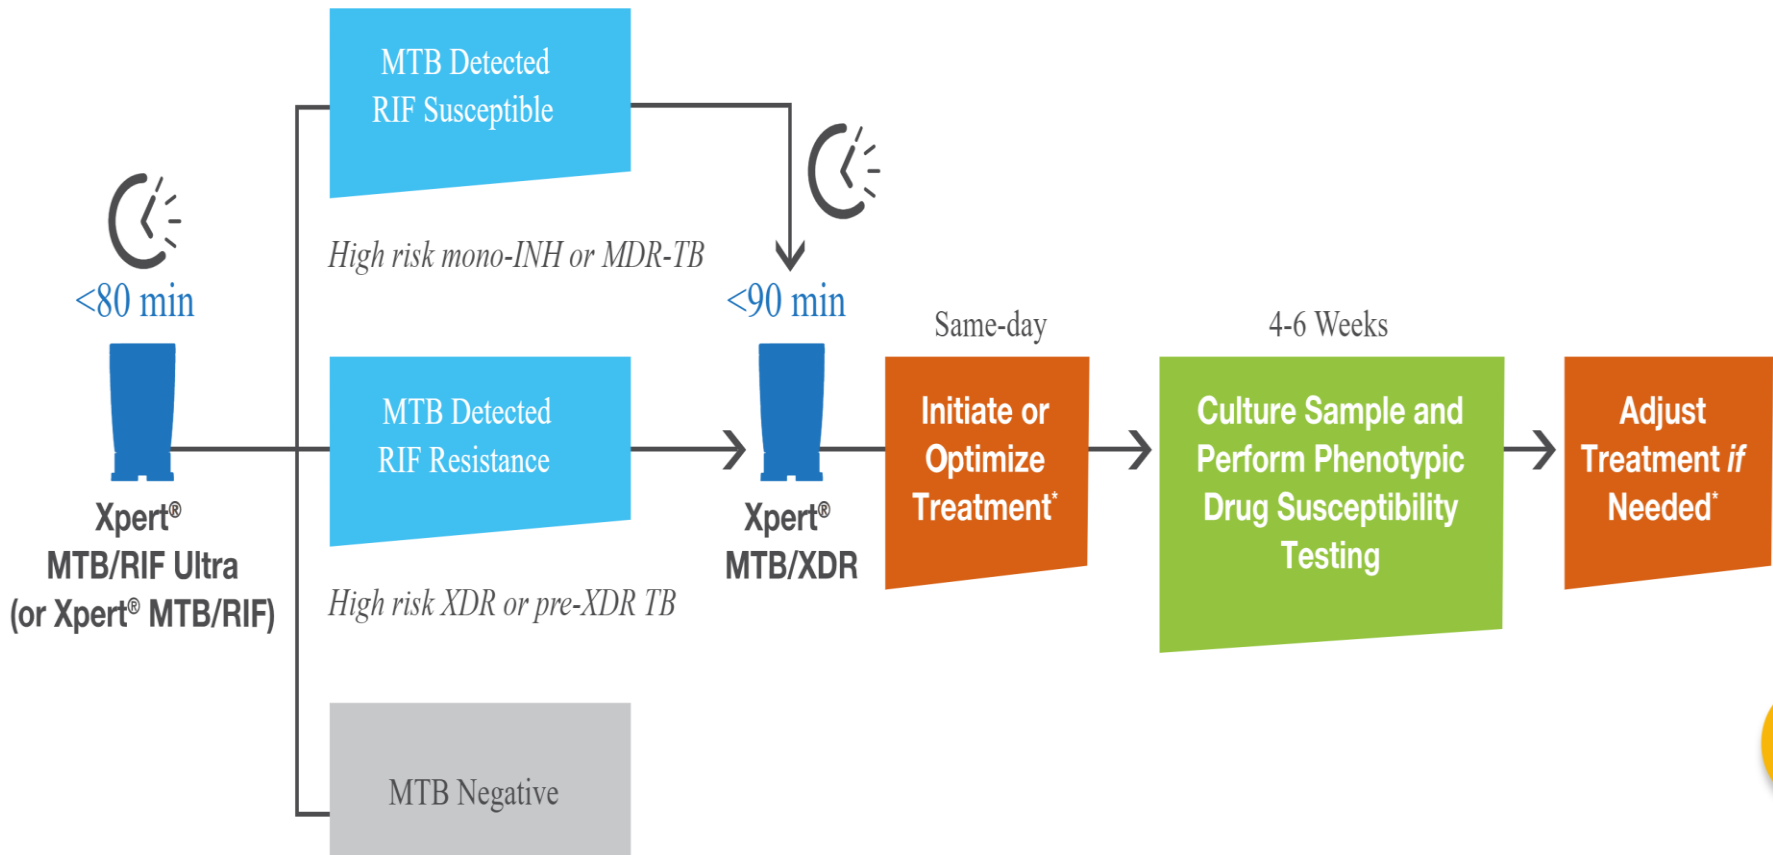 MTB Detected
RIF Susceptible
High risk mono-INH or MDR-TB
<80 min
Xpert®
MTB/RIF Ultra
(or Xpert® MTB/RIF)
MTB Detected
RIF Resistance
High risk XDR or pre-XDR TB
MTB Negative
<90 min
Xpert®
MTB/XDR
Same-day
Initiate or
Optimize
Treatment*
4-6 Weeks
Culture Sample and
Perform Phenotypic
Drug Susceptibility
Testing
Adjust
Treatment if
Needed*